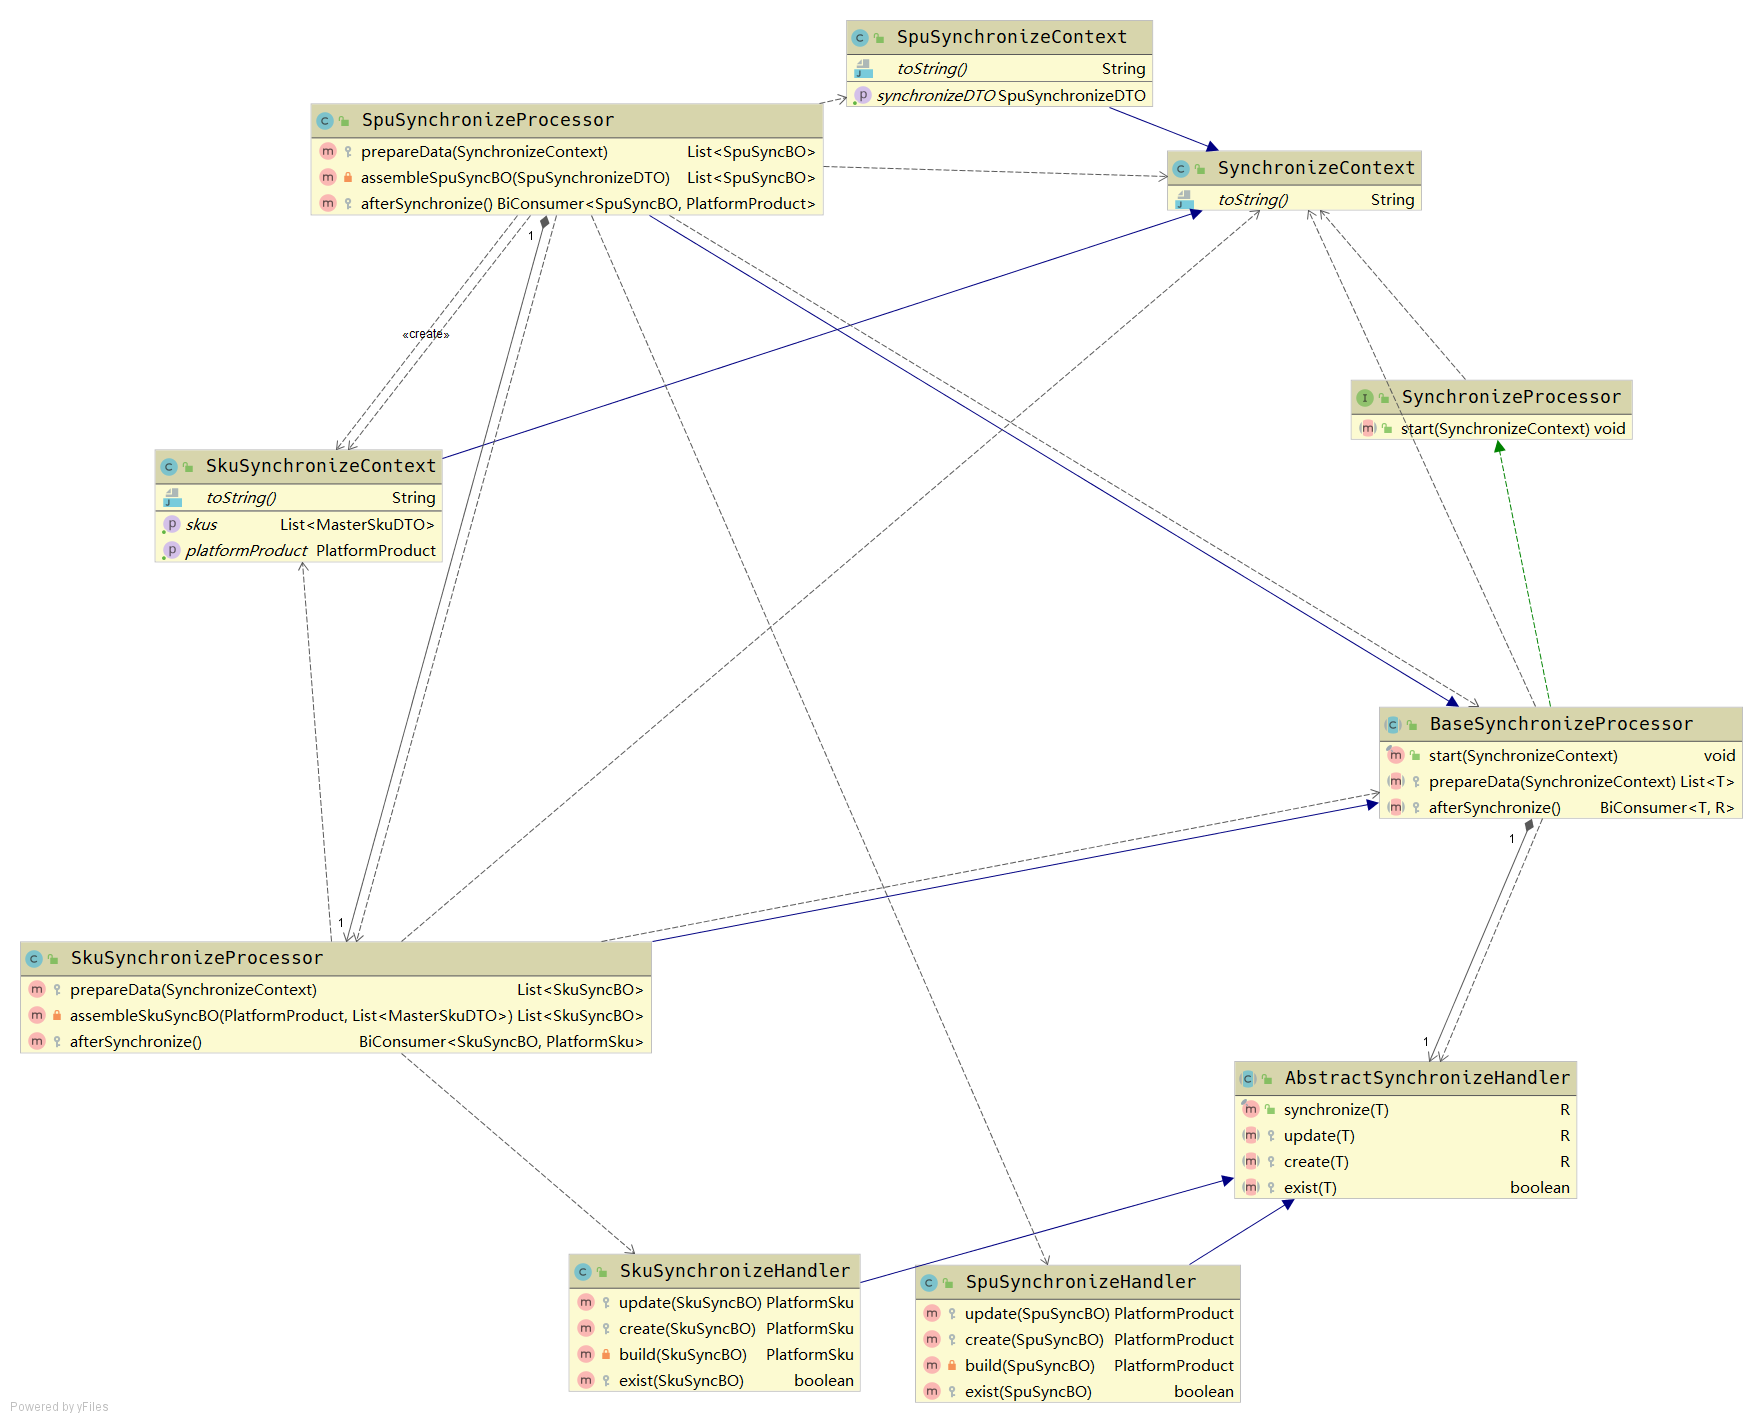 SpuSynchronizeContext
toString() String
synchronizeDTO SpuSynchronizeDTO
SpuSynchronizeProcessor
prepareData(SynchronizeContext) List<SpuSyncBO>
assembleSpuSyncBO(SpuSynchronizeDTO) List<SpuSyncBO>
afterSynchronize() BiConsumer<SpuSyncBO, PlatformProduct>
SynchronizeContext
toString() String
1
«create»
SynchronizeProcessor
start(SynchronizeContext) void
SkuSynchronizeContext
toString() String
skus List<MasterSkuDTO>
platformProduct PlatformProduct
BaseSynchronizeProcessor
start(SynchronizeContext) void
prepareData(SynchronizeContext) List<T>
afterSynchronize() BiConsumer<T, R>
1
1
SkuSynchronizeProcessor
prepareData(SynchronizeContext) List<SkuSyncBO>
assembleSkuSyncBO(PlatformProduct, List<MasterSkuDTO>) List<SkuSyncBO>
afterSynchronize() BiConsumer<SkuSyncBO, PlatformSku>
1
AbstractSynchronizeHandler
synchronize(T) R
update(T) R
create(T) R
exist(T) boolean
SkuSynchronizeHandler
update(SkuSyncBO) PlatformSku
create(SkuSyncBO) PlatformSku
build(SkuSyncBO) PlatformSku
exist(SkuSyncBO) boolean
SpuSynchronizeHandler
update(SpuSyncBO) PlatformProduct
create(SpuSyncBO) PlatformProduct
build(SpuSyncBO) PlatformProduct
exist(SpuSyncBO) boolean
Powered by yFiles